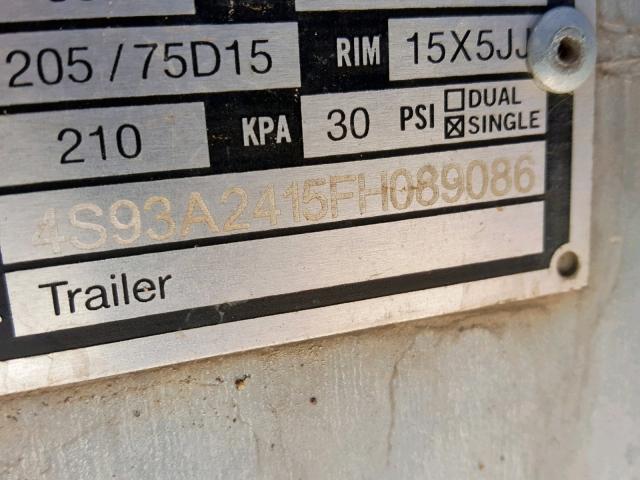 205/75D15 RIM 15X5JJ
210 KPA 30 PSI DUAL
SINGLE
4S93A2415FH089086
Trailer